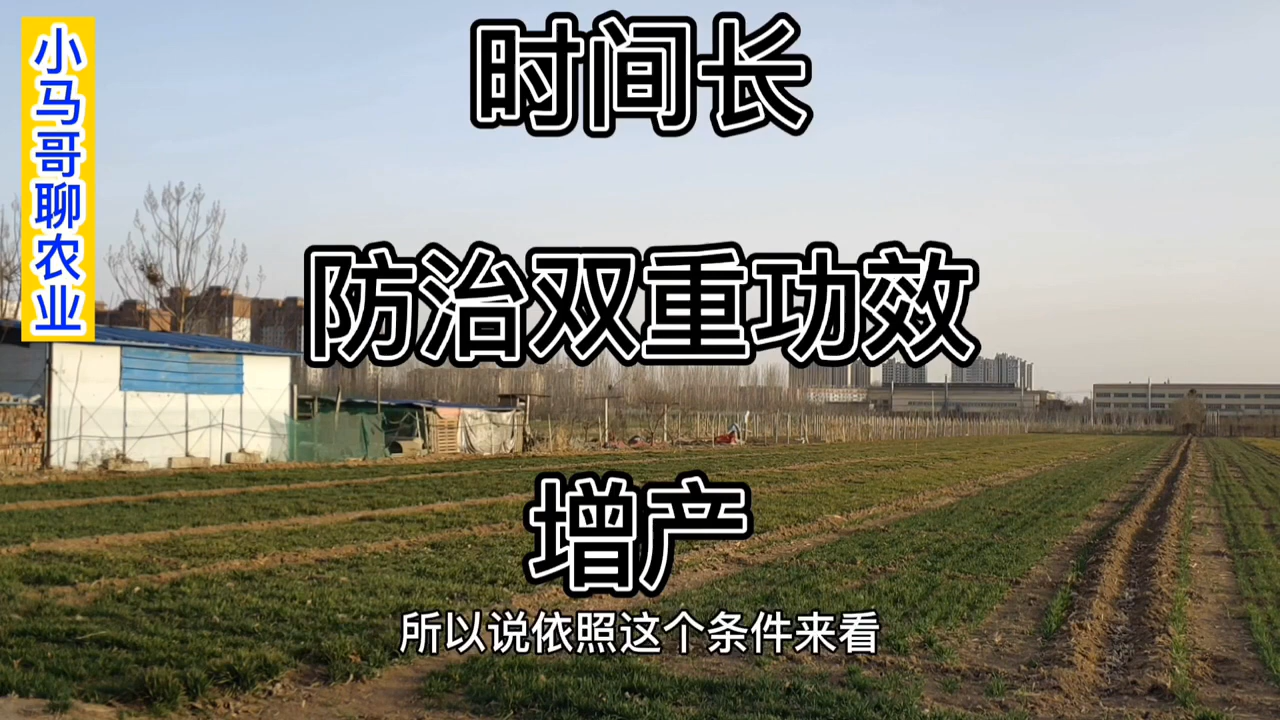 小马哥聊农业
时间长
防治双重功效
增产
所以说依照这个条件来看